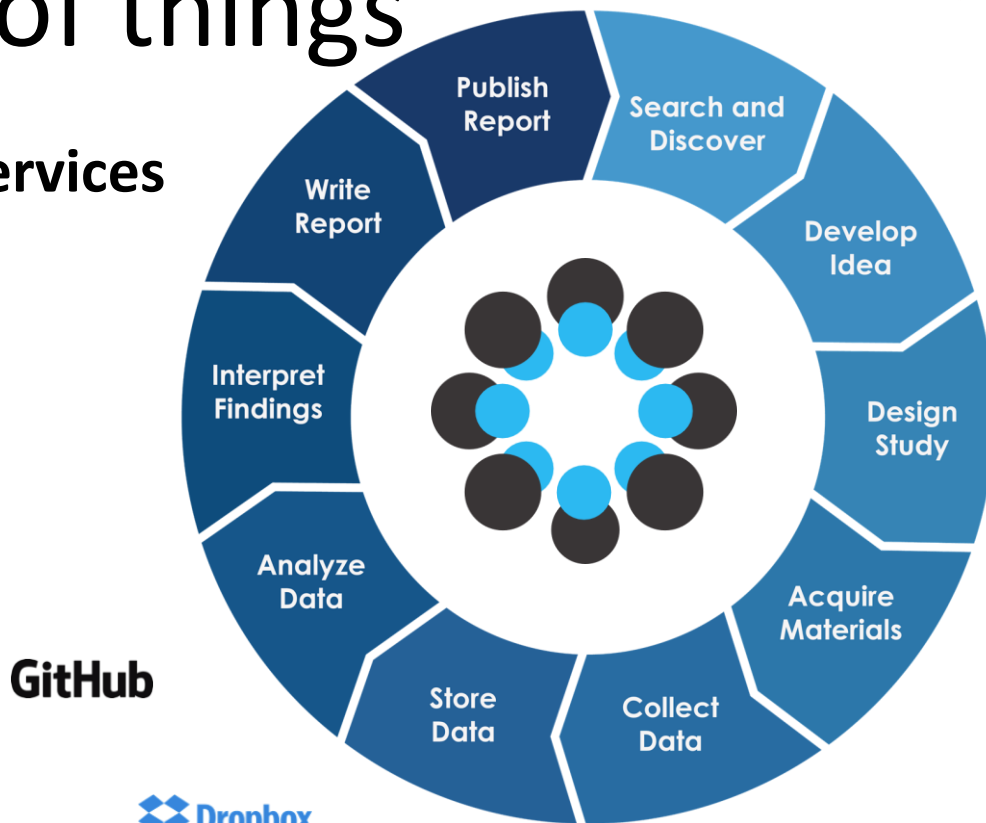 of things
ervices
Publish
Report
Search and
Discover
Develop
Idea
Design
Study
Acquire
Materials
Collect
Data
Store
Data
Analyze
Data
Interpret
Findings
Write
Report
GitHub
Dropbox